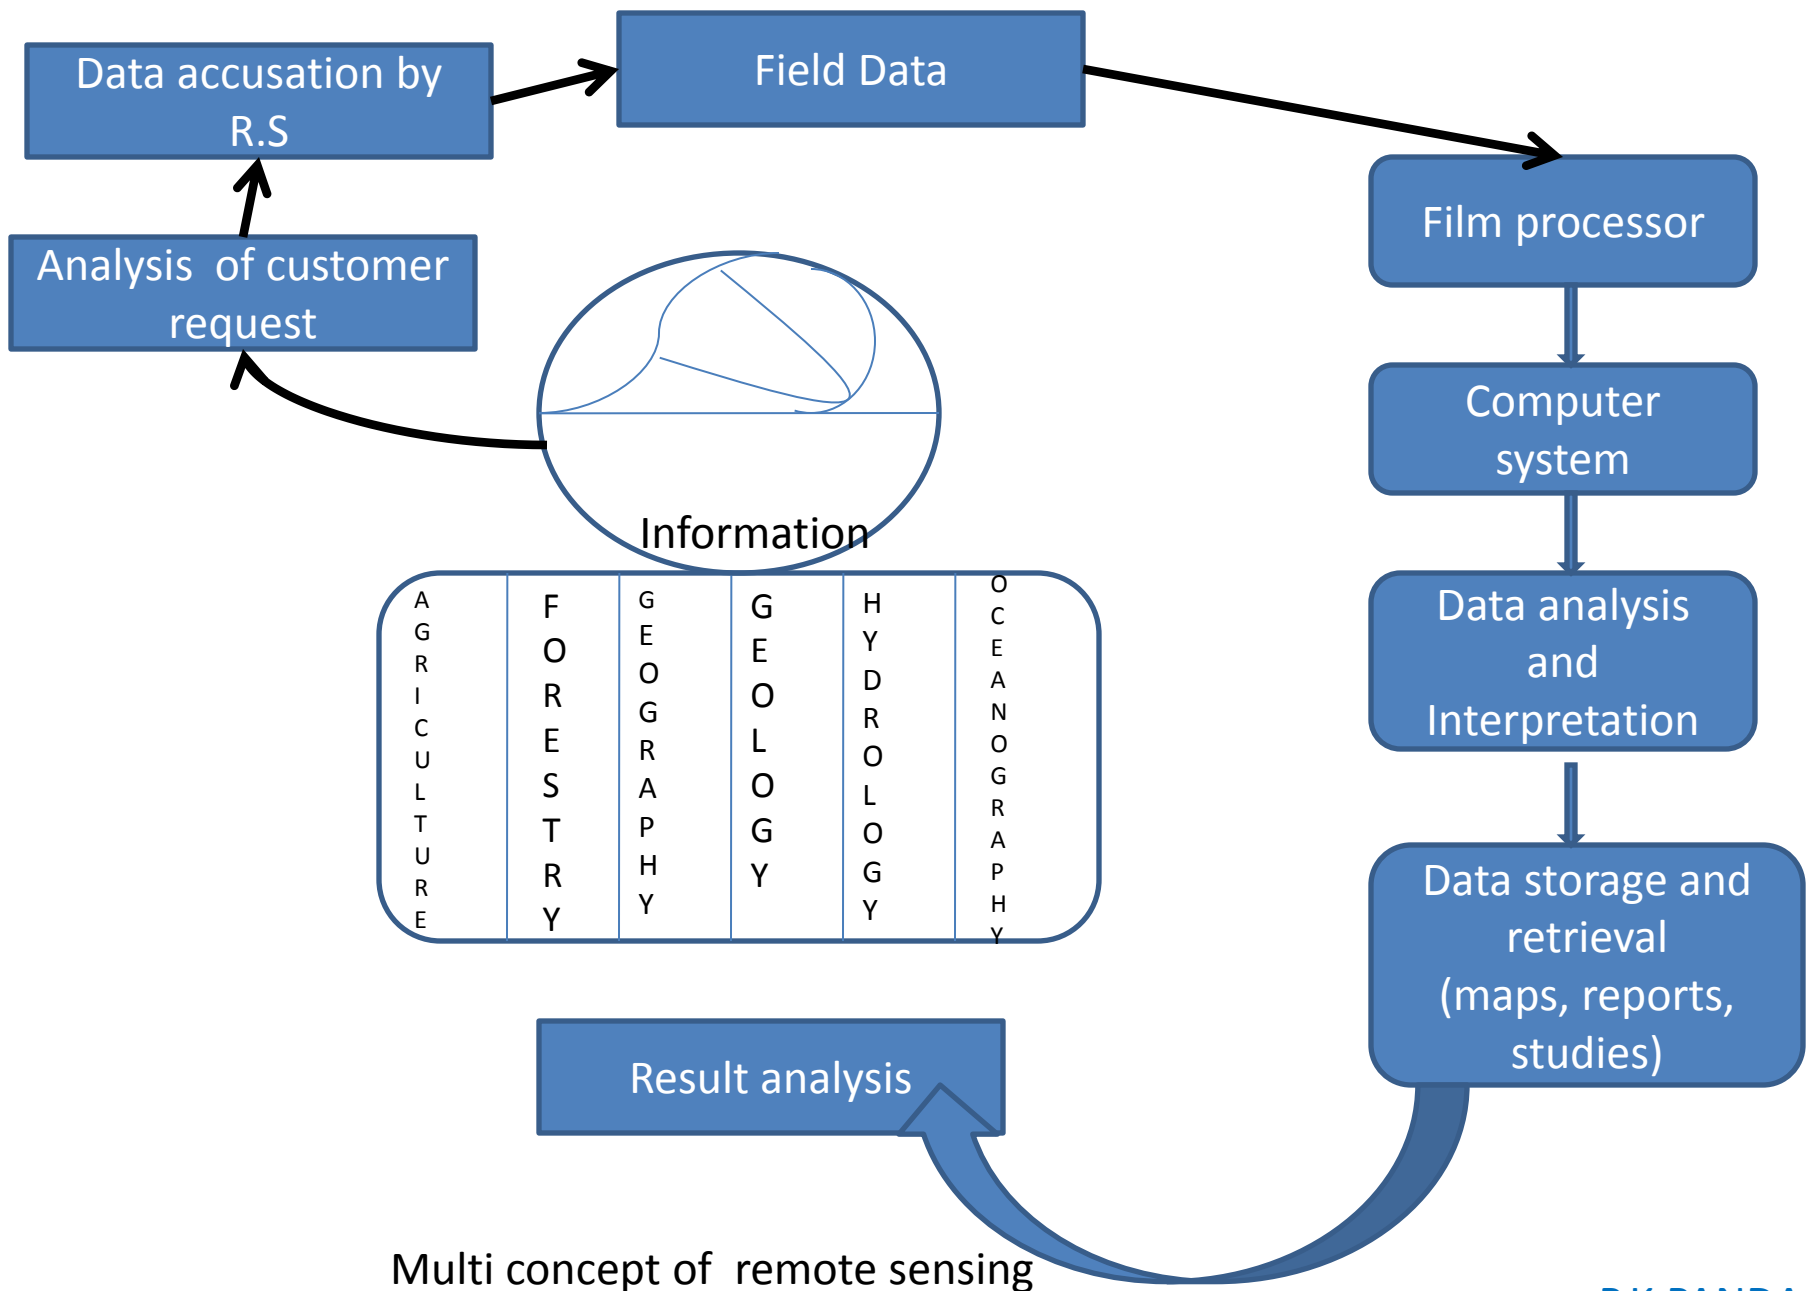 Data accusation by
R.S
Field Data
Film processor
Analysis of customer
request
Computer
system
Information
AGRICULTURE
FORESTRY
GEOGRAPHY
GEOLOGY
HYDROLOGY
OCEANOGRAPHY
Data analysis
and
Interpretation
Data storage and
retrieval
(maps, reports,
studies)
Result analysis
Multi concept of remote sensing